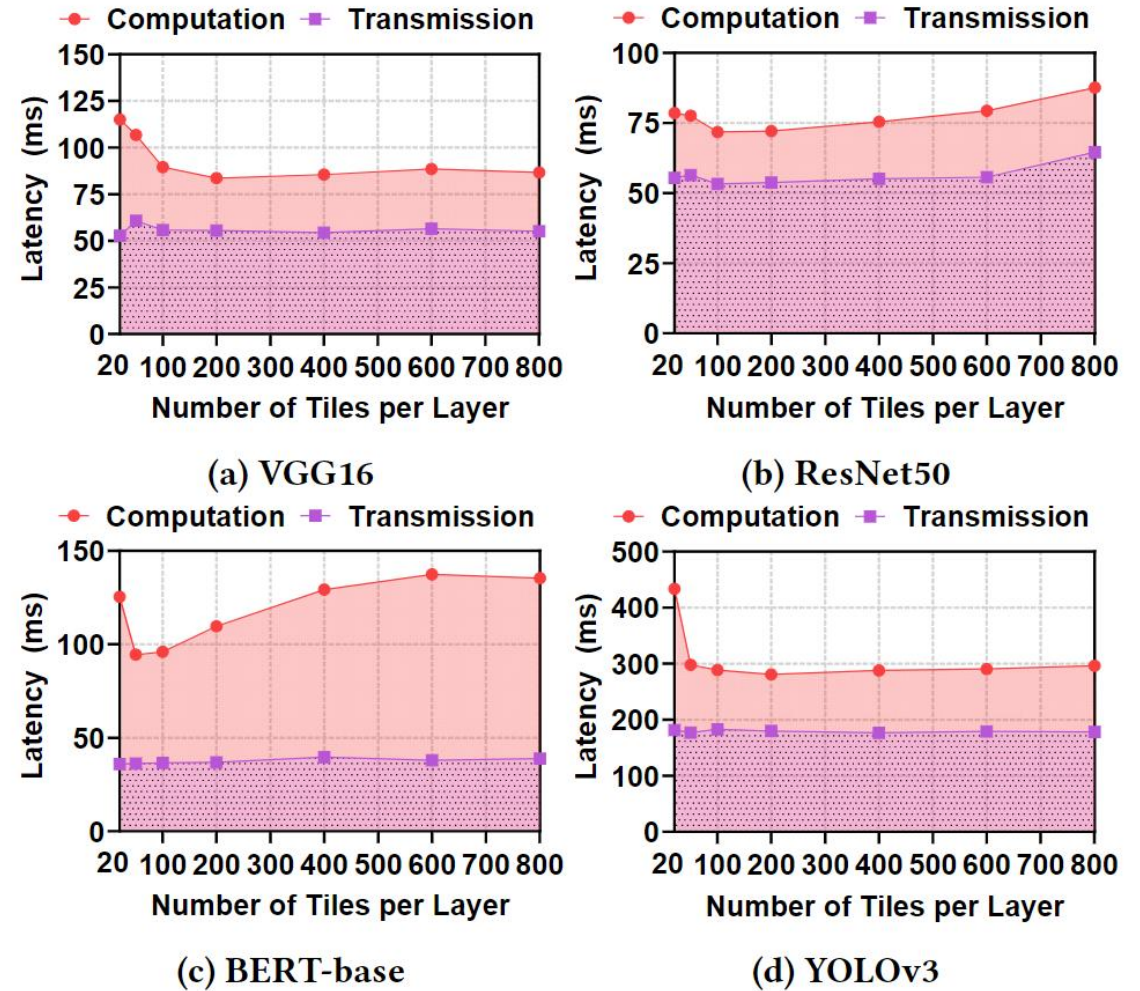 Computation Transmission
Latency (ms)
150
125
100
75
50
25
0
20 100 200 300 400 500 600 700 800
Number of Tiles per Layer
(a) VGG16
Computation Transmission
Latency (ms)
100
75
50
25
0
20 100 200 300 400 500 600 700 800
Number of Tiles per Layer
(b) ResNet50
Computation Transmission
Latency (ms)
150
100
50
0
20 100 200 300 400 500 600 700 800
Number of Tiles per Layer
(c) BERT-base
Computation Transmission
Latency (ms)
500
400
300
200
100
0
20 100 200 300 400 500 600 700 800
Number of Tiles per Layer
(d) YOLOv3